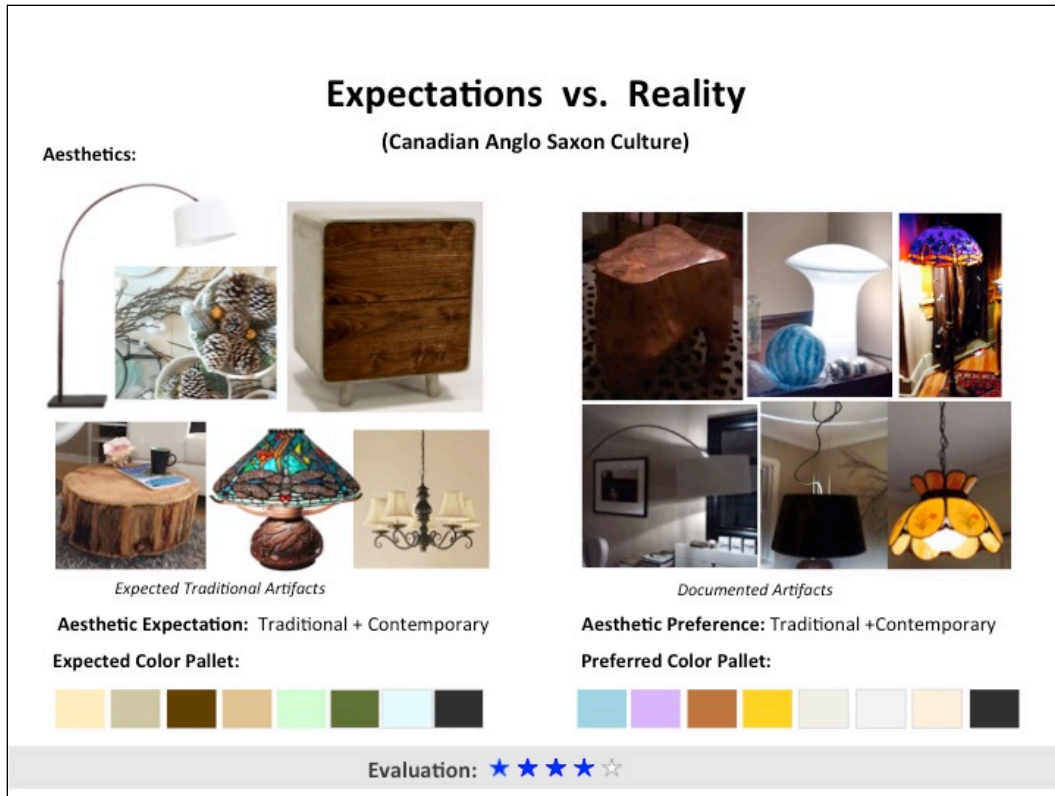 Expectations vs. Reality
(Canadian Anglo Saxon Culture)
Aesthetics:
Expected Traditional Artifacts
Documented Artifacts
Aesthetic Expectation: Traditional + Contemporary
Aesthetic Preference: Traditional +Contemporary
Expected Color Pallet:
Preferred Color Pallet:
Evaluation: